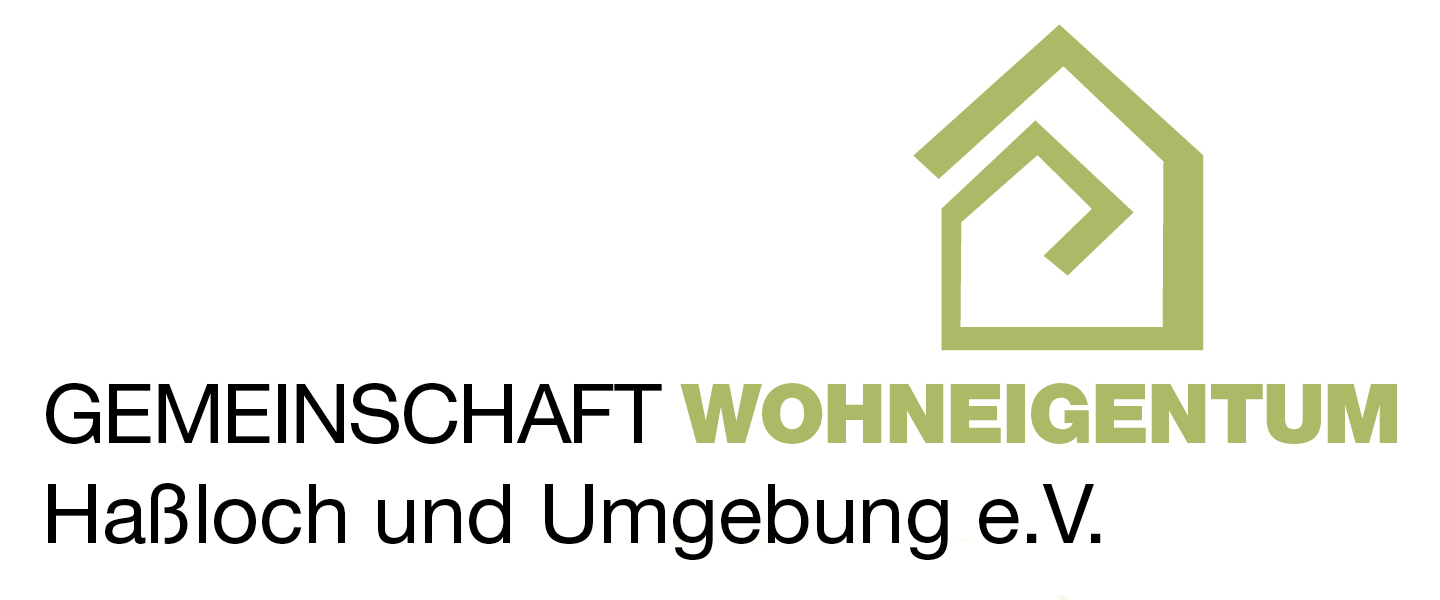 GEMEINSCHAFT WOHNEIGENTUM
Haßloch und Umgebung e.V.